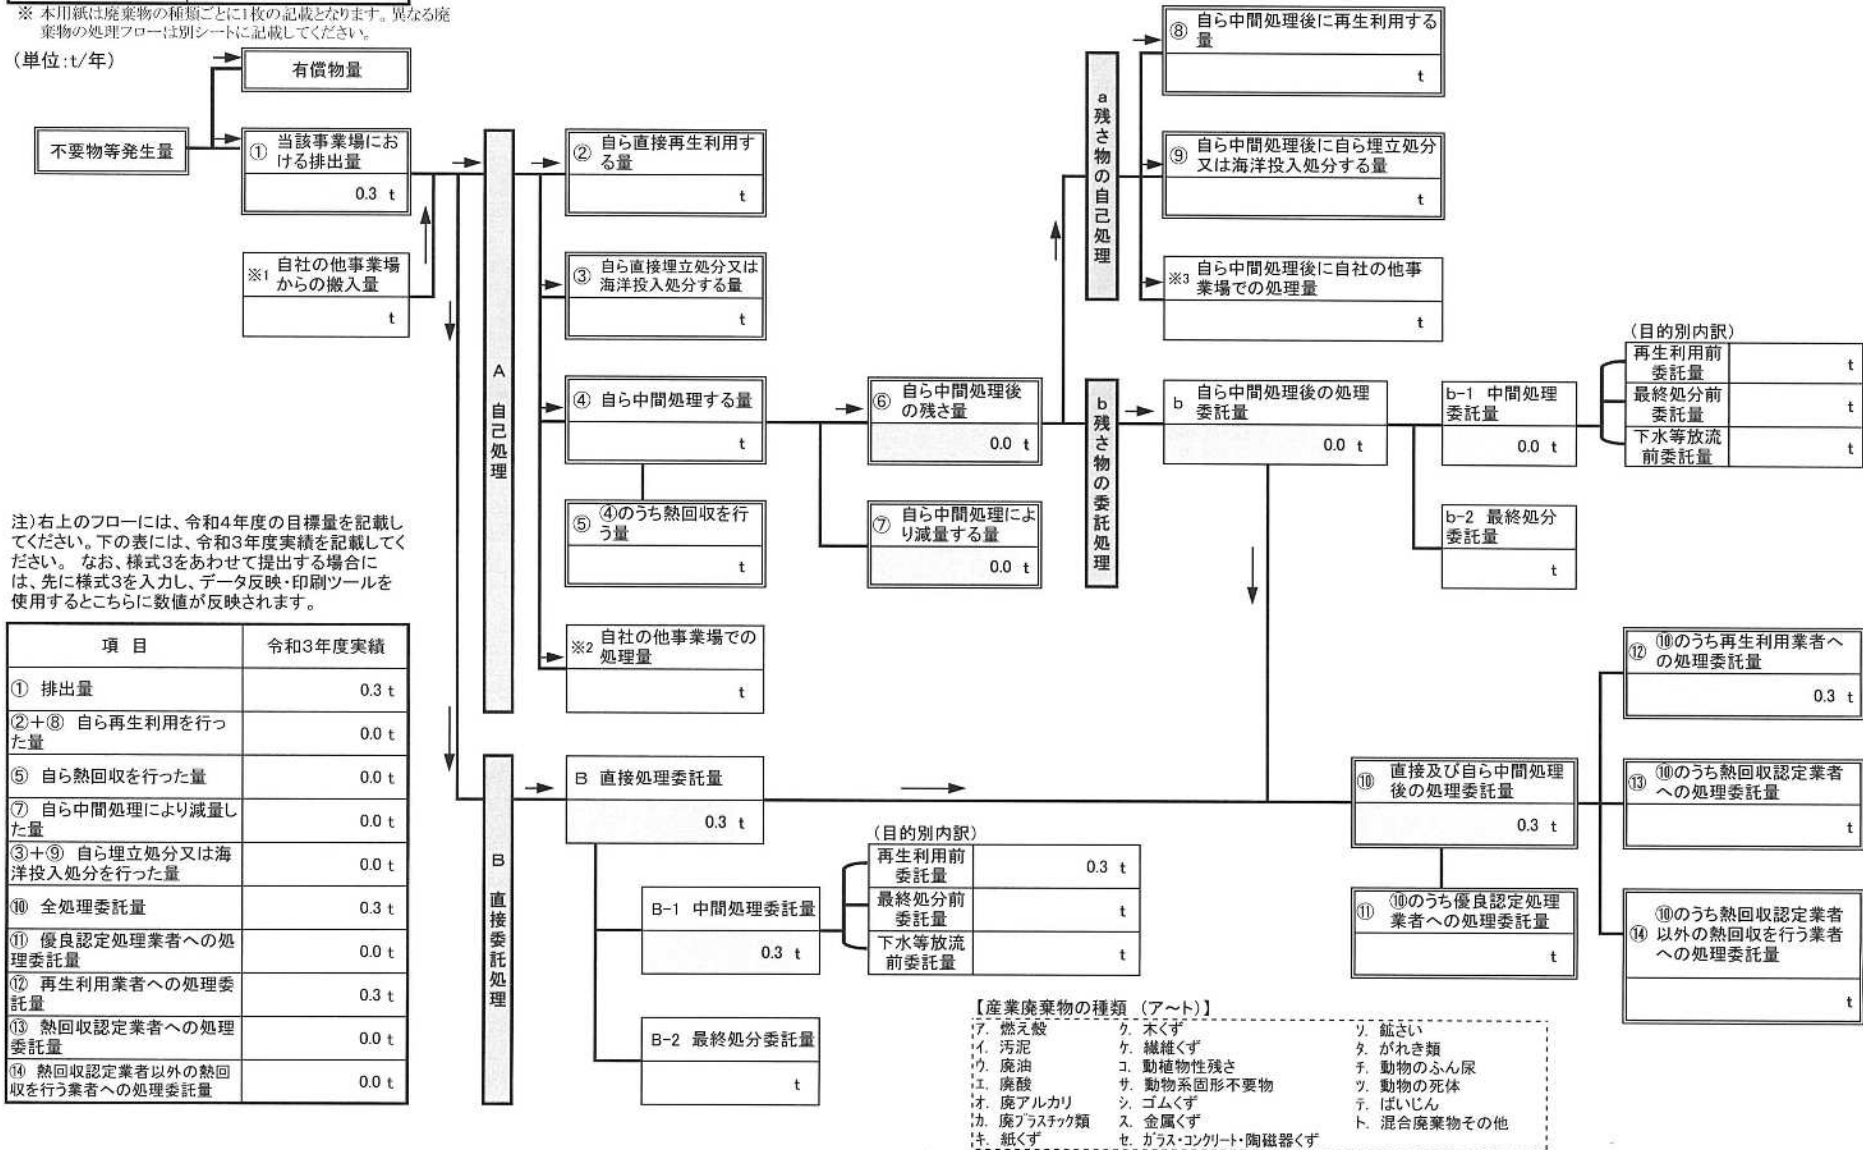 ※ 本用紙は廃棄物の種類ごとに1枚の記載となります。異なる廃
棄物の処理フローは別シートに記載してください。
(単位:t/年)
有償物量
不要物等発生量
① 当該事業場にお
ける排出量
0.3 t
※1 自社の他事業場
からの搬入量
t
A 自己処理
② 自ら直接再生利用す
る量
t
③ 自ら直接埋立処分又は
海洋投入処分する量
t
④ 自ら中間処理する量
t
⑤ ④のうち熱回収を行
う量
t
※2 自社の他事業場での
処理量
t
⑥ 自ら中間処理後
の残さ量
0.0 t
⑦ 自ら中間処理によ
り減量する量
0.0 t
a 残さ物の自己処理
⑧ 自ら中間処理後に再生利用する
量
t
⑨ 自ら中間処理後に自ら埋立処分
又は海洋投入処分する量
t
※3 自ら中間処理後に自社の他事
業場での処理量
t
b 残さ物の委託処理
b 自ら中間処理後の処理
委託量
0.0 t
b-1 中間処理
委託量
0.0 t
(目的別内訳)
再生利用前
委託量
t
最終処分前
委託量
t
下水等放流
前委託量
t
b-2 最終処分
委託量
t
注)右上のフローには、令和4年度の目標量を記載し
てください。下の表には、令和3年度実績を記載してく
ださい。 なお、様式3をあわせて提出する場合に
は、先に様式3を入力し、データ反映・印刷ツールを
使用するとこちらに数値が反映されます。
項 目 令和3年度実績
① 排出量 0.3 t
②+⑧ 自ら再生利用を行っ
た量 0.0 t
⑤ 自ら熱回収を行った量 0.0 t
⑦ 自ら中間処理により減量し
た量 0.0 t
③+⑨ 自ら埋立処分又は海
洋投入処分を行った量 0.0 t
⑩ 全処理委託量 0.3 t
⑪ 優良認定処理業者への処
理委託量 0.0 t
⑫ 再生利用業者への処理委
託量 0.3 t
⑬ 熱回収認定業者への処理
委託量 0.0 t
⑭ 熱回収認定業者以外の熱回
収を行う業者への処理委託量 0.0 t
B 直接委託処理
B 直接処理委託量
0.3 t
B-1 中間処理委託量
0.3 t
(目的別内訳)
再生利用前
委託量
0.3 t
最終処分前
委託量
t
下水等放流
前委託量
t
B-2 最終処分委託量
t
⑩ 直接及び自ら中間処理
後の処理委託量
0.3 t
⑪ ⑩のうち優良認定処理
業者への処理委託量
t
⑫ ⑩のうち再生利用業者へ
の処理委託量
0.3 t
⑬ ⑩のうち熱回収認定業者
への処理委託量
t
⑭ ⑩のうち熱回収認定業者
以外の熱回収を行う業者
への処理委託量
t
【産業廃棄物の種類 (ア~ト)】
ア. 燃え殻 ク. 木くず ソ. 鉱さい
イ. 汚泥 ケ. 繊維くず タ. がれき類
ウ. 廃油 コ. 動植物性残さ チ. 動物のふん尿
エ. 廃酸 サ. 動物系固形不要物 ツ. 動物の死体
オ. 廃アルカリ シ. ゴムくず テ. ばいじん
カ. 廃プラスチック類 ス. 金属くず ト. 混合廃棄物その他
キ. 紙くず セ. ガラス・コンクリート・陶磁器くず